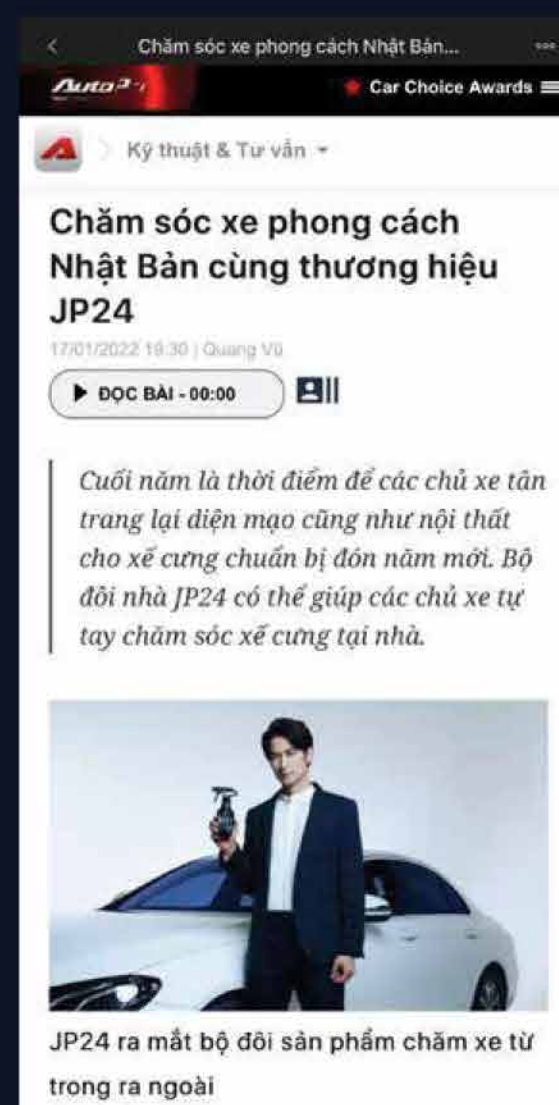 Chăm sóc xe phong cách Nhật Bản...
Car Choice Awards
Kỹ thuật & Tư vấn
Chăm sóc xe phong cách
Nhật Bản cùng thương hiệu
JP24
17/01/2022 19:30 | Quang Vũ
ĐỌC BÀI - 00:00
Cuối năm là thời điểm để các chủ xe tân
trang lại diện mạo cũng như nội thất
cho xế cưng chuẩn bị đón năm mới. Bộ
đôi nhà JP24 có thể giúp các chủ xe tự
tay chăm sóc xế cưng tại nhà.
JP24 ra mắt bộ đôi sản phẩm chăm xe từ
trong ra ngoài